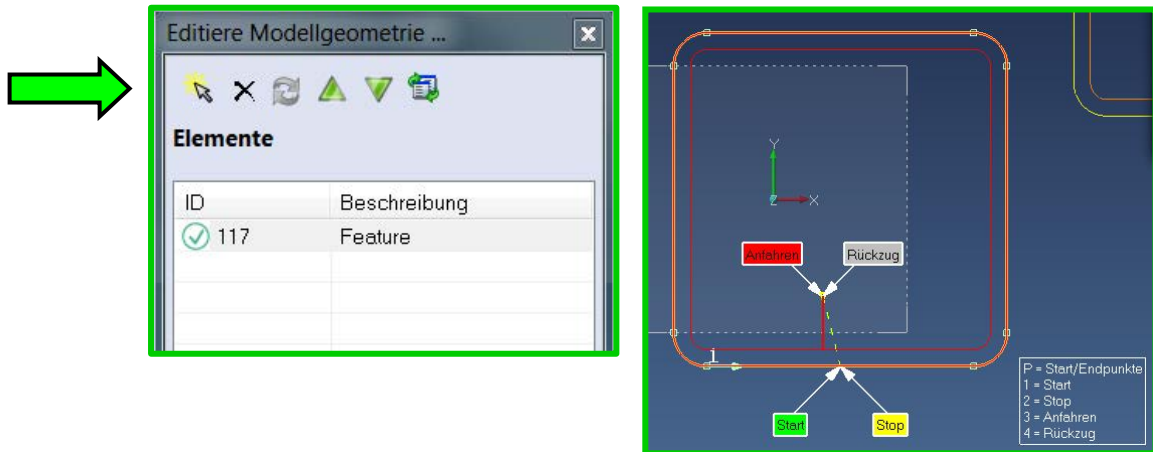 Editiere Modellgeometrie ...
Elemente
ID Beschreibung
117 Feature
Y
Z X
Anfahren Rückzug
1
Start Stop
P = Start/Endpunkte
1 = Start
2 = Stop
3 = Anfahren
4 = Rückzug